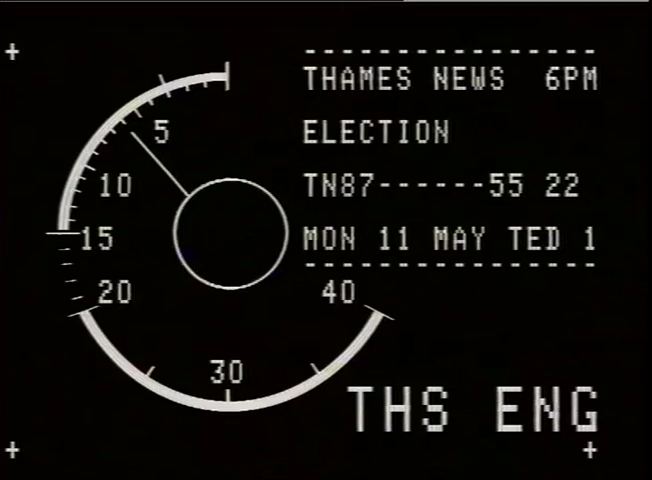 THAMES NEWS 6PM
ELECTION
TN87------55 22
MON 11 MAY TED 1
5
10
15
20
30
40
THS ENG